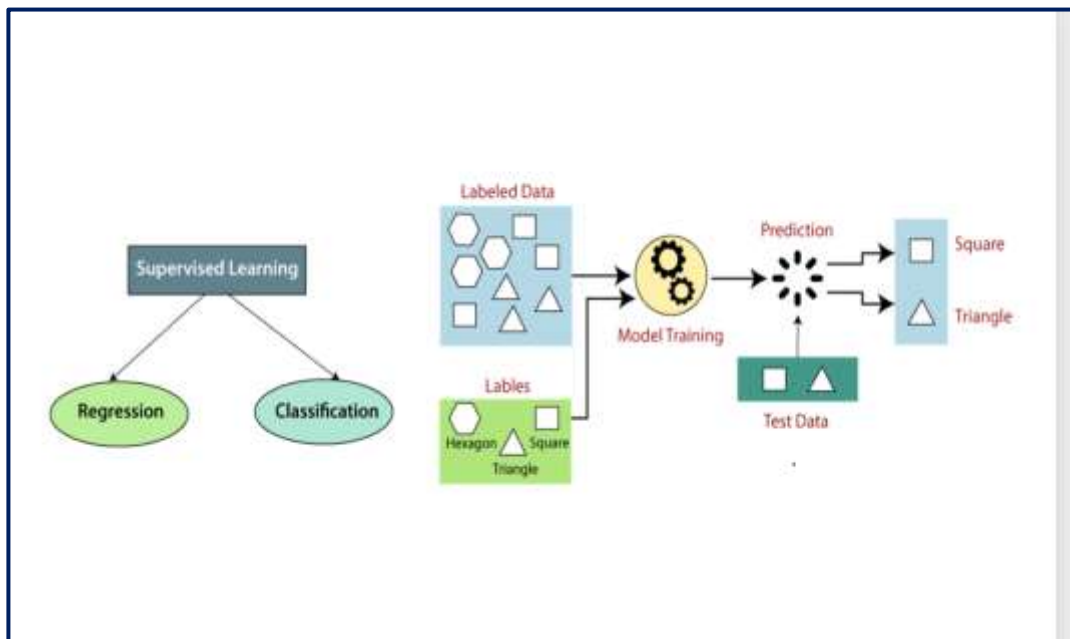 Supervised Learning
Regression
Classification
Labeled Data
Lables
Hexagon
Square
Triangle
Model Training
Prediction
Test Data
Square
Triangle